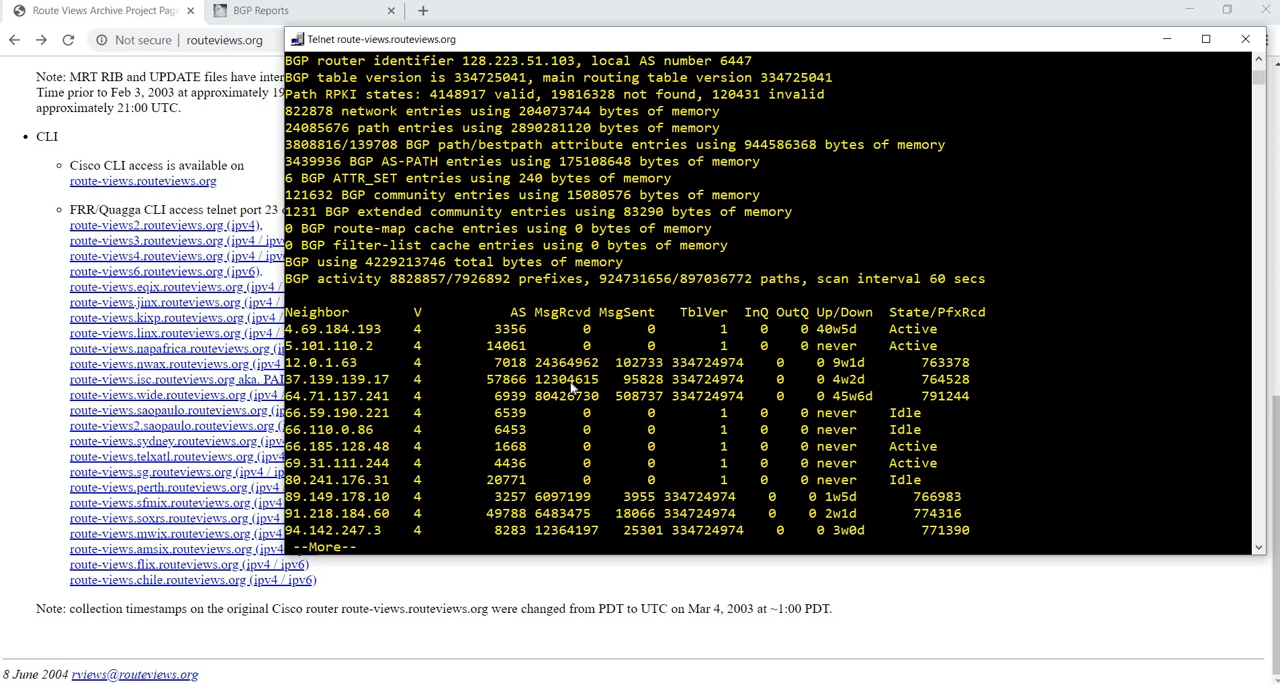 Route Views Archive Project Page
BGP Reports
Not secure | routeviews.org
Telnet route-views.routeviews.org
Note: MRT RIB and UPDATE files have
Time prior to Feb 3, 2003 at approximately
approximately 21:00 UTC.
CLI
Cisco CLI access is available on
route-views.routeviews.org
FRR/Quagga CLI access telnet port 23
route-views2.routeviews.org (ipv4),
route-views3.routeviews.org (ipv4 /
route-views4.routeviews.org (ipv4 /
route-views6.routeviews.org (ipv6).
route-views.eqix.routeviews.org (ipv4 /
route-views.jinx.routeviews.org (ipv4 /
route-views.kixp.routeviews.org (ipv4 /
route-views.linx.routeviews.org (ipv4 /
route-views.napafrica.routeviews.org
route-views.nwax.routeviews.org (ipv4
route-views.isc.routeviews.org aka.
route-views.wide.routeviews.org (ipv4
route-views.saopaulo.routeviews.org
route-views2.saopaulo.routeviews.org
route-views.sydney.routeviews.org (ipv4
route-views.telxatl.routeviews.org (ipv4
route-views.sg.routeviews.org (ipv4 /
route-views.perth.routeviews.org (ipv4
route-views.sfmix.routeviews.org (ipv4
route-views.soxrs.routeviews.org (ipv4
route-views.mwix.routeviews.org (ipv4
route-views.amsix.routeviews.org (ipv4
route-views.flix.routeviews.org (ipv4 / ipv6)
route-views.chile.routeviews.org (ipv4 / ipv6)
Note: collection timestamps on the original Cisco router route-views.routeviews.org were changed from PDT to UTC on Mar 4, 2003 at ~1:00 PDT.
8 June 2004 rviews@routeviews.org
BGP router identifier 128.223.51.103, local AS number 6447
BGP table version is 334725041, main routing table version 334725041
Path RPKI states: 4148917 valid, 19816328 not found, 120431 invalid
822878 network entries using 204073744 bytes of memory
24085676 path entries using 2890281120 bytes of memory
3808816/139708 BGP path/bestpath attribute entries using 944586368 bytes of memory
3439936 BGP AS-PATH entries using 175108648 bytes of memory
6 BGP ATTR_SET entries using 240 bytes of memory
121632 BGP community entries using 15080576 bytes of memory
1231 BGP extended community entries using 83290 bytes of memory
0 BGP route-map cache entries using 0 bytes of memory
0 BGP filter-list cache entries using 0 bytes of memory
BGP using 4229213746 total bytes of memory
BGP activity 8828857/7926892 prefixes, 924731656/897036772 paths, scan interval 60 secs
Neighbor V AS MsgRcvd MsgSent TblVer InQ OutQ Up/Down State/PfxRcd
4.69.184.193 4 3356 0 0 1 0 0 40w5d Active
5.101.110.2 4 14061 0 0 1 0 0 never Active
12.0.1.63 4 7018 24364962 102733 334724974 0 0 9w1d 763378
37.139.139.17 4 57866 12304615 95828 334724974 0 0 4w2d 764528
64.71.137.241 4 6939 80426730 508737 334724974 0 0 45w6d 791244
66.59.190.221 4 6539 0 0 1 0 0 never Idle
66.110.0.86 4 6453 0 0 1 0 0 never Idle
66.185.128.48 4 1668 0 0 1 0 0 never Active
69.31.111.244 4 4436 0 0 1 0 0 never Active
80.241.176.31 4 20771 0 0 1 0 0 never Idle
89.149.178.10 4 3257 6097199 3955 334724974 0 0 1w5d 766983
91.218.184.60 4 49788 6483475 18066 334724974 0 0 2w1d 774316
94.142.247.3 4 8283 12364197 25301 334724974 0 0 3w0d 771390
--More--